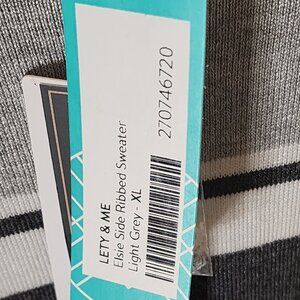 LETY & ME
Elsie Side Ribbed Sweater
Light Grey - XL
270746720